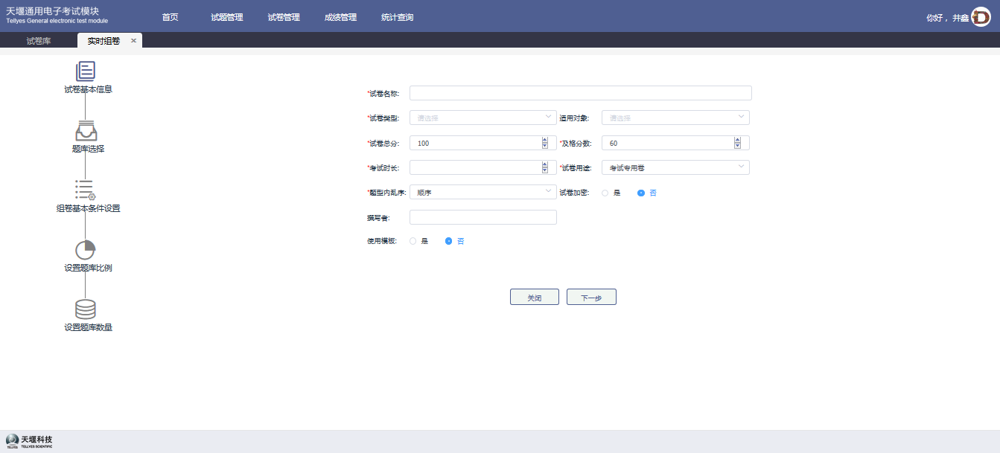 天堰通用电子考试模块
Tellyes General electronic test module
首页 试题管理 试卷管理 成绩管理 统计查询
你好， 井鑫
试卷库 实时组卷 ×
试卷基本信息
题库选择
组卷基本条件设置
设置题库比例
设置题库数量
*试卷名称:
*试卷类型: 请选择 适用对象: 请选择
*试卷总分: 100 *及格分数: 60
*考试时长: *试卷用途: 考试专用卷
*题型内乱序: 顺序 试卷加密: 是 否
撰写者:
使用模板: 是 否
关闭 下一步
天堰科技
TELLYES SCIENTIFIC
TELLYES